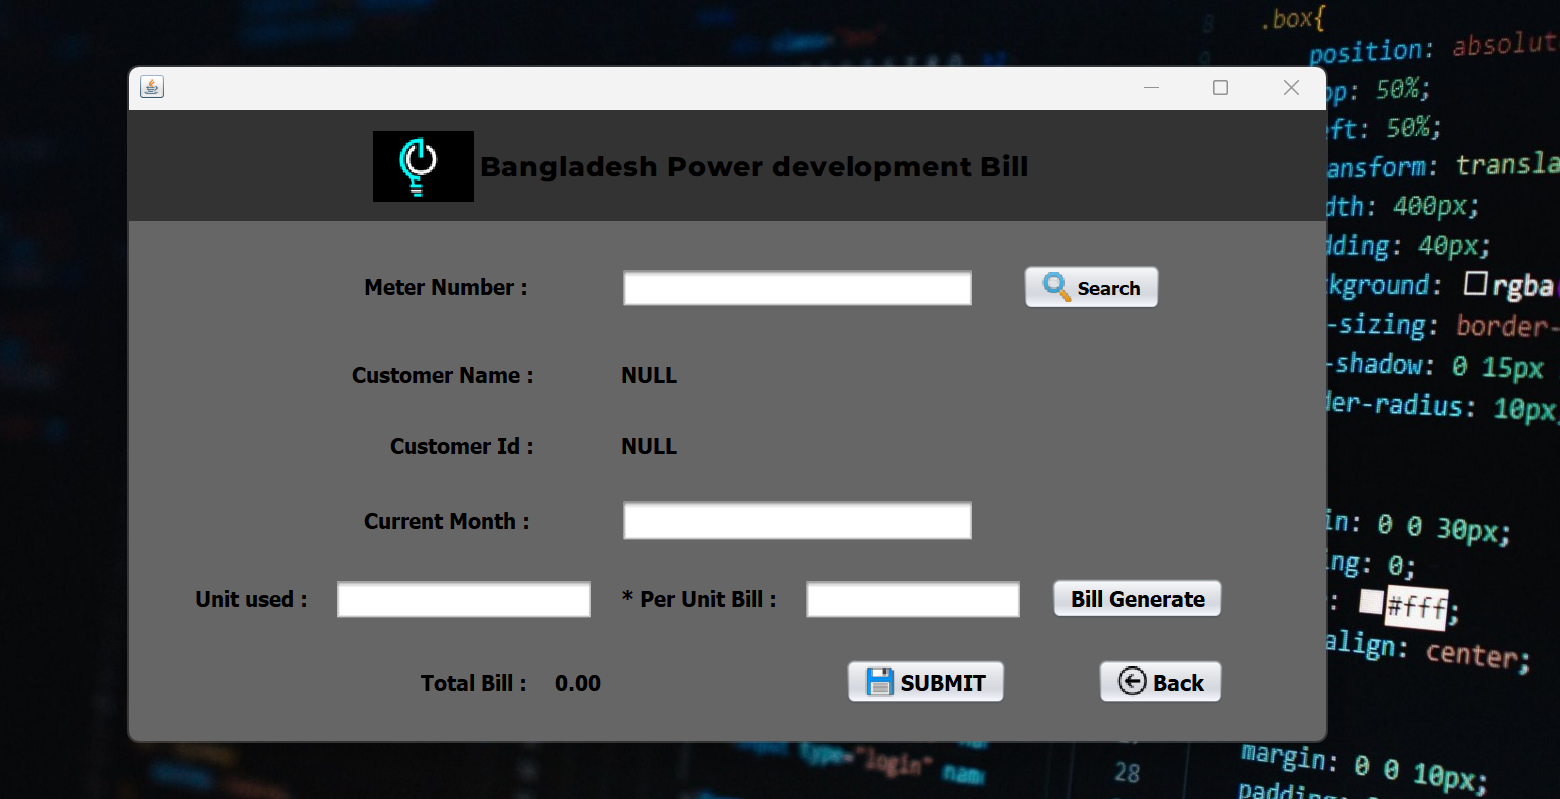 .box{
position: absolut
op: 50%;
eft: 50%;
ansform: transla
dth: 400px;
dding: 40px;
kground: rgba
-sizing: border-
-shadow: 0 15px
der-radius: 10px
Bangladesh Power development Bill
Meter Number :
Search
Customer Name : NULL
Customer Id : NULL
Current Month :
Unit used : * Per Unit Bill : Bill Generate
Total Bill : 0.00 SUBMIT Back
in: 0 0 30px;
ng: 0;
: #fff;
align: center;
type="login" name
28
margin: 0 0 10px;
padding: